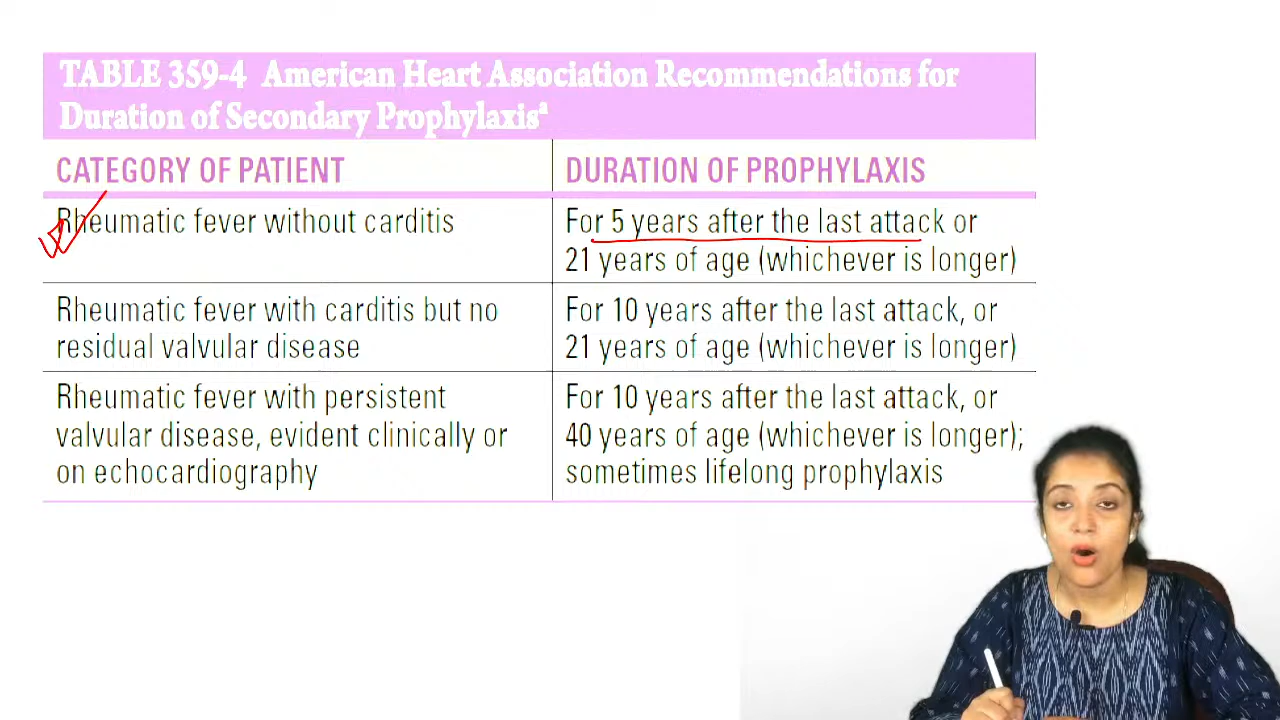 TABLE 359-4 American Heart Association Recommendations for
Duration of Secondary Prophylaxisª
CATEGORY OF PATIENT
DURATION OF PROPHYLAXIS
Rheumatic fever without carditis
For 5 years after the last attack or
21 years of age (whichever is longer)
Rheumatic fever with carditis but no
residual valvular disease
For 10 years after the last attack, or
21 years of age (whichever is longer)
Rheumatic fever with persistent
valvular disease, evident clinically or
on echocardiography
For 10 years after the last attack, or
40 years of age (whichever is longer);
sometimes lifelong prophylaxis